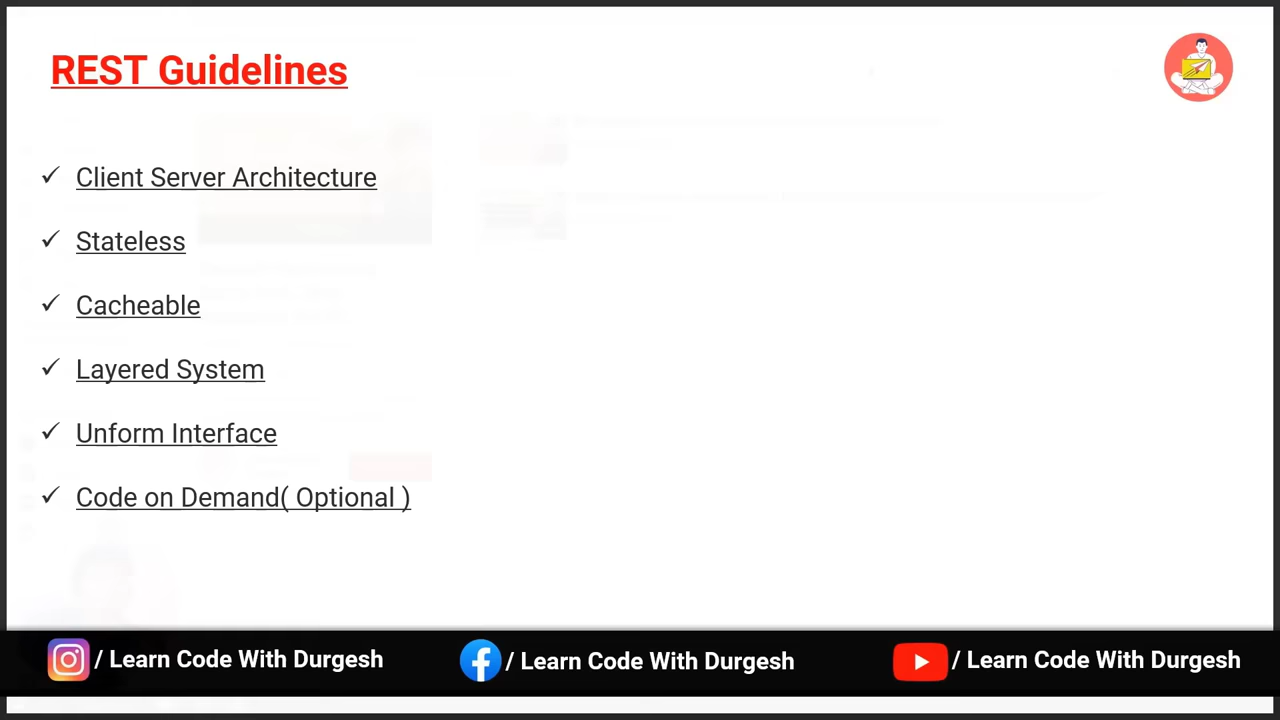 REST Guidelines
✓ Client Server Architecture
✓ Stateless
✓ Cacheable
✓ Layered System
✓ Unform Interface
✓ Code on Demand( Optional )
/ Learn Code With Durgesh / Learn Code With Durgesh / Learn Code With Durgesh